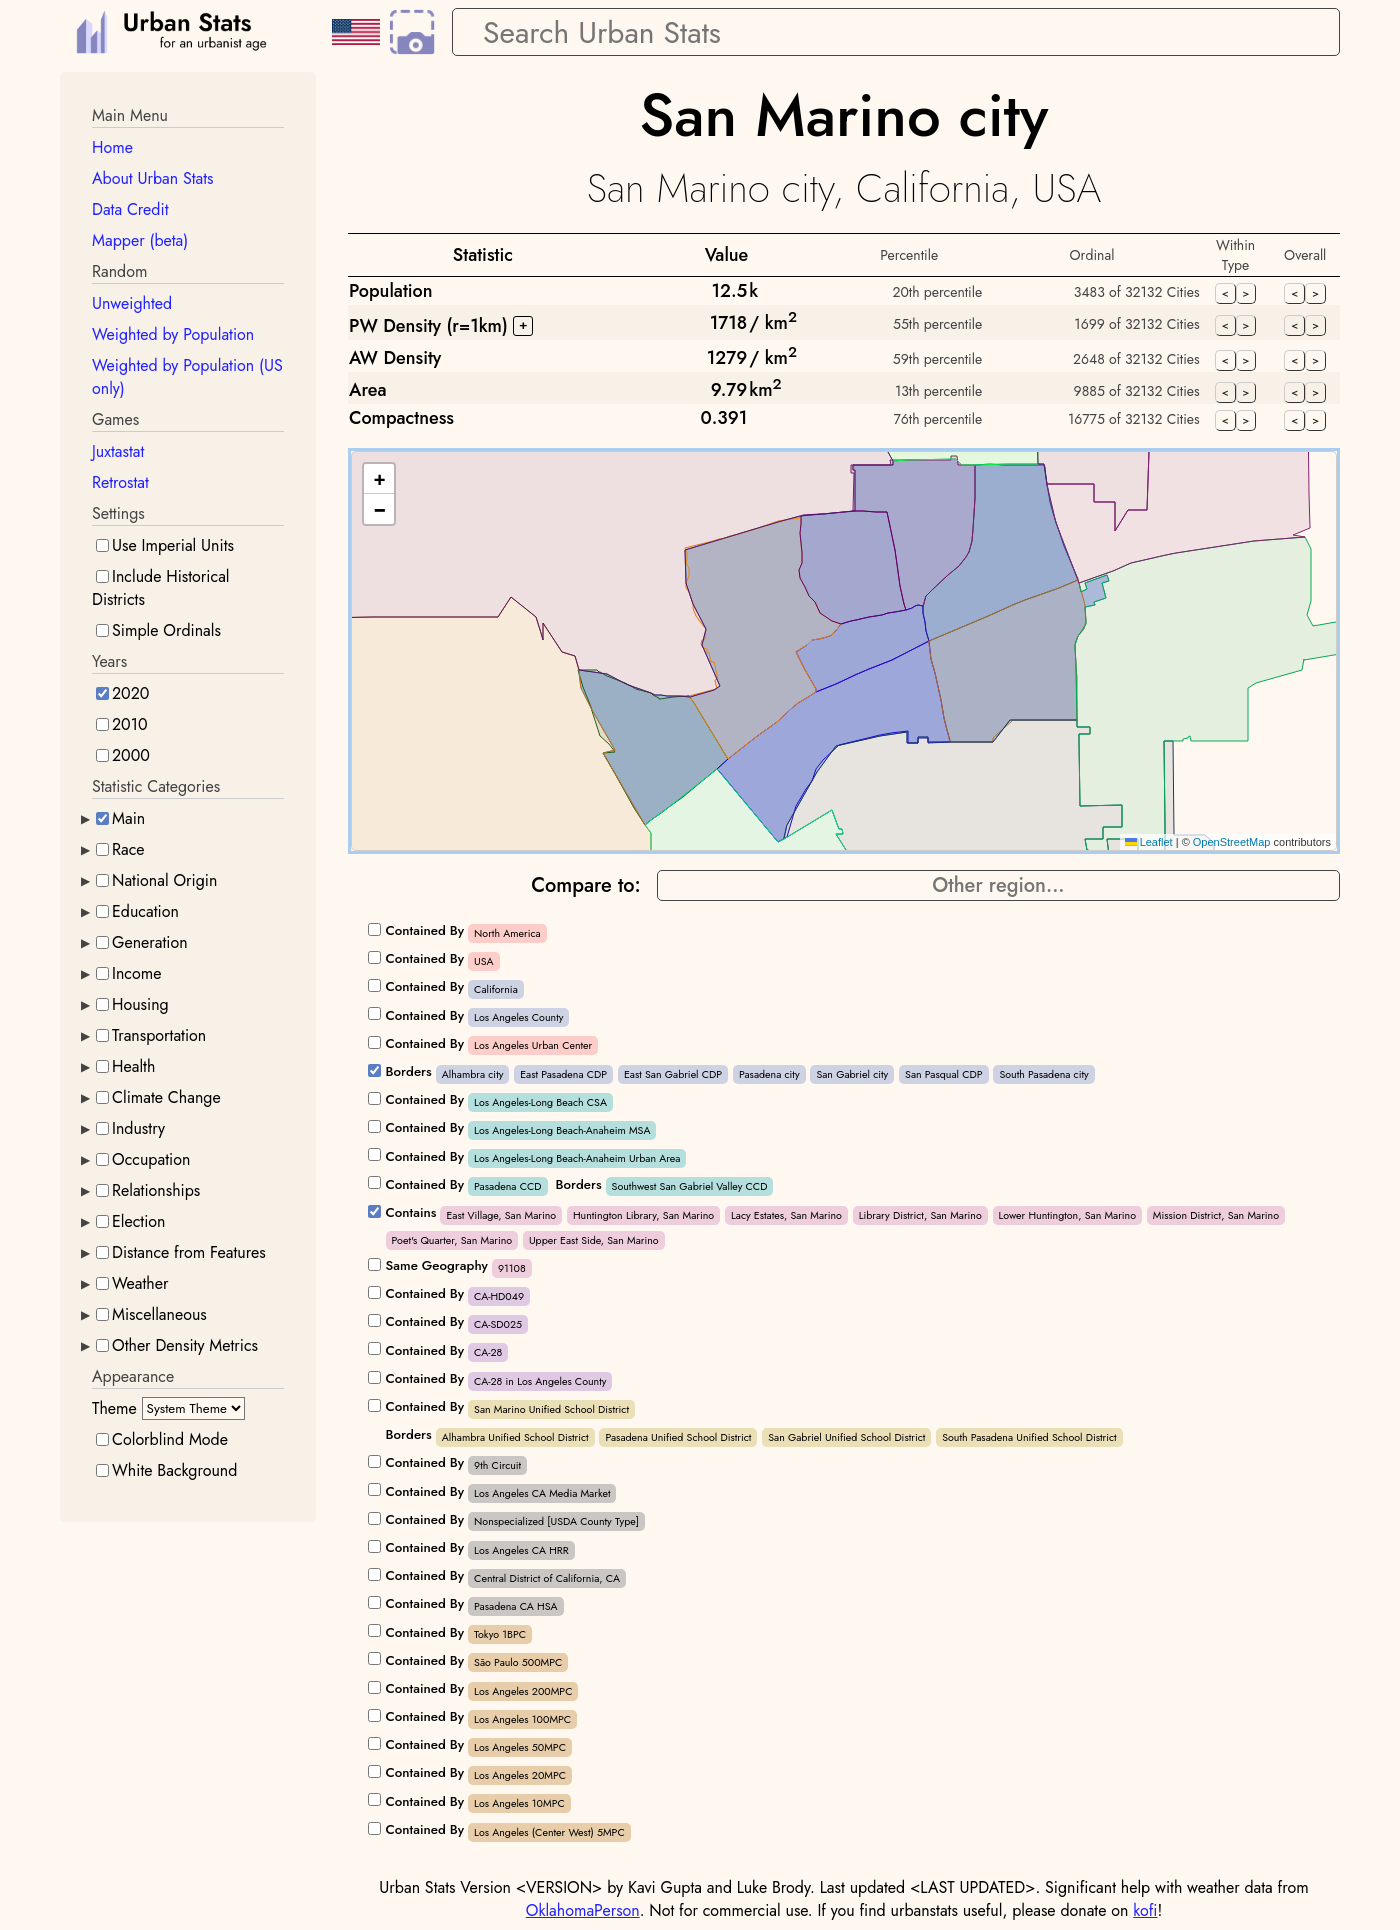 Urban Stats
for an urbanist age
Search Urban Stats
Main Menu
Home
About Urban Stats
Data Credit
Mapper (beta)
Random
Unweighted
Weighted by Population
Weighted by Population (US
only)
Games
Juxtastat
Retrostat
Settings
Use Imperial Units
Include Historical
Districts
Simple Ordinals
Years
2020
2010
2000
Statistic Categories
Main
Race
National Origin
Education
Generation
Income
Housing
Transportation
Health
Climate Change
Industry
Occupation
Relationships
Election
Distance from Features
Weather
Miscellaneous
Other Density Metrics
Appearance
Theme System Theme
Colorblind Mode
White Background
San Marino city
San Marino city, California, USA
Statistic Value Percentile Ordinal Within Type Overall
Population 12.5k 20th percentile 3483 of 32132 Cities < > < >
PW Density (r=1km) + 1718 / km2 55th percentile 1699 of 32132 Cities < > < >
AW Density 1279 / km2 59th percentile 2648 of 32132 Cities < > < >
Area 9.79 km2 13th percentile 9885 of 32132 Cities < > < >
Compactness 0.391 76th percentile 16775 of 32132 Cities < > < >
+
−
Leaflet | © OpenStreetMap contributors
Compare to: Other region...
Contained By North America
Contained By USA
Contained By California
Contained By Los Angeles County
Contained By Los Angeles Urban Center
Borders Alhambra city East Pasadena CDP East San Gabriel CDP Pasadena city San Gabriel city San Pasqual CDP South Pasadena city
Contained By Los Angeles-Long Beach CSA
Contained By Los Angeles-Long Beach-Anaheim MSA
Contained By Los Angeles-Long Beach-Anaheim Urban Area
Contained By Pasadena CCD Borders Southwest San Gabriel Valley CCD
Contains East Village, San Marino Huntington Library, San Marino Lacy Estates, San Marino Library District, San Marino Lower Huntington, San Marino Mission District, San Marino
Poet's Quarter, San Marino Upper East Side, San Marino
Same Geography 91108
Contained By CA-HD049
Contained By CA-SD025
Contained By CA-28
Contained By CA-28 in Los Angeles County
Contained By San Marino Unified School District
Borders Alhambra Unified School District Pasadena Unified School District San Gabriel Unified School District South Pasadena Unified School District
Contained By 9th Circuit
Contained By Los Angeles CA Media Market
Contained By Nonspecialized [USDA County Type]
Contained By Los Angeles CA HRR
Contained By Central District of California, CA
Contained By Pasadena CA HSA
Contained By Tokyo 1BPC
Contained By São Paulo 500MPC
Contained By Los Angeles 200MPC
Contained By Los Angeles 100MPC
Contained By Los Angeles 50MPC
Contained By Los Angeles 20MPC
Contained By Los Angeles 10MPC
Contained By Los Angeles (Center West) 5MPC
Urban Stats Version <VERSION> by Kavi Gupta and Luke Brody. Last updated <LAST UPDATED>. Significant help with weather data from
OklahomaPerson. Not for commercial use. If you find urbanstats useful, please donate on kofi!